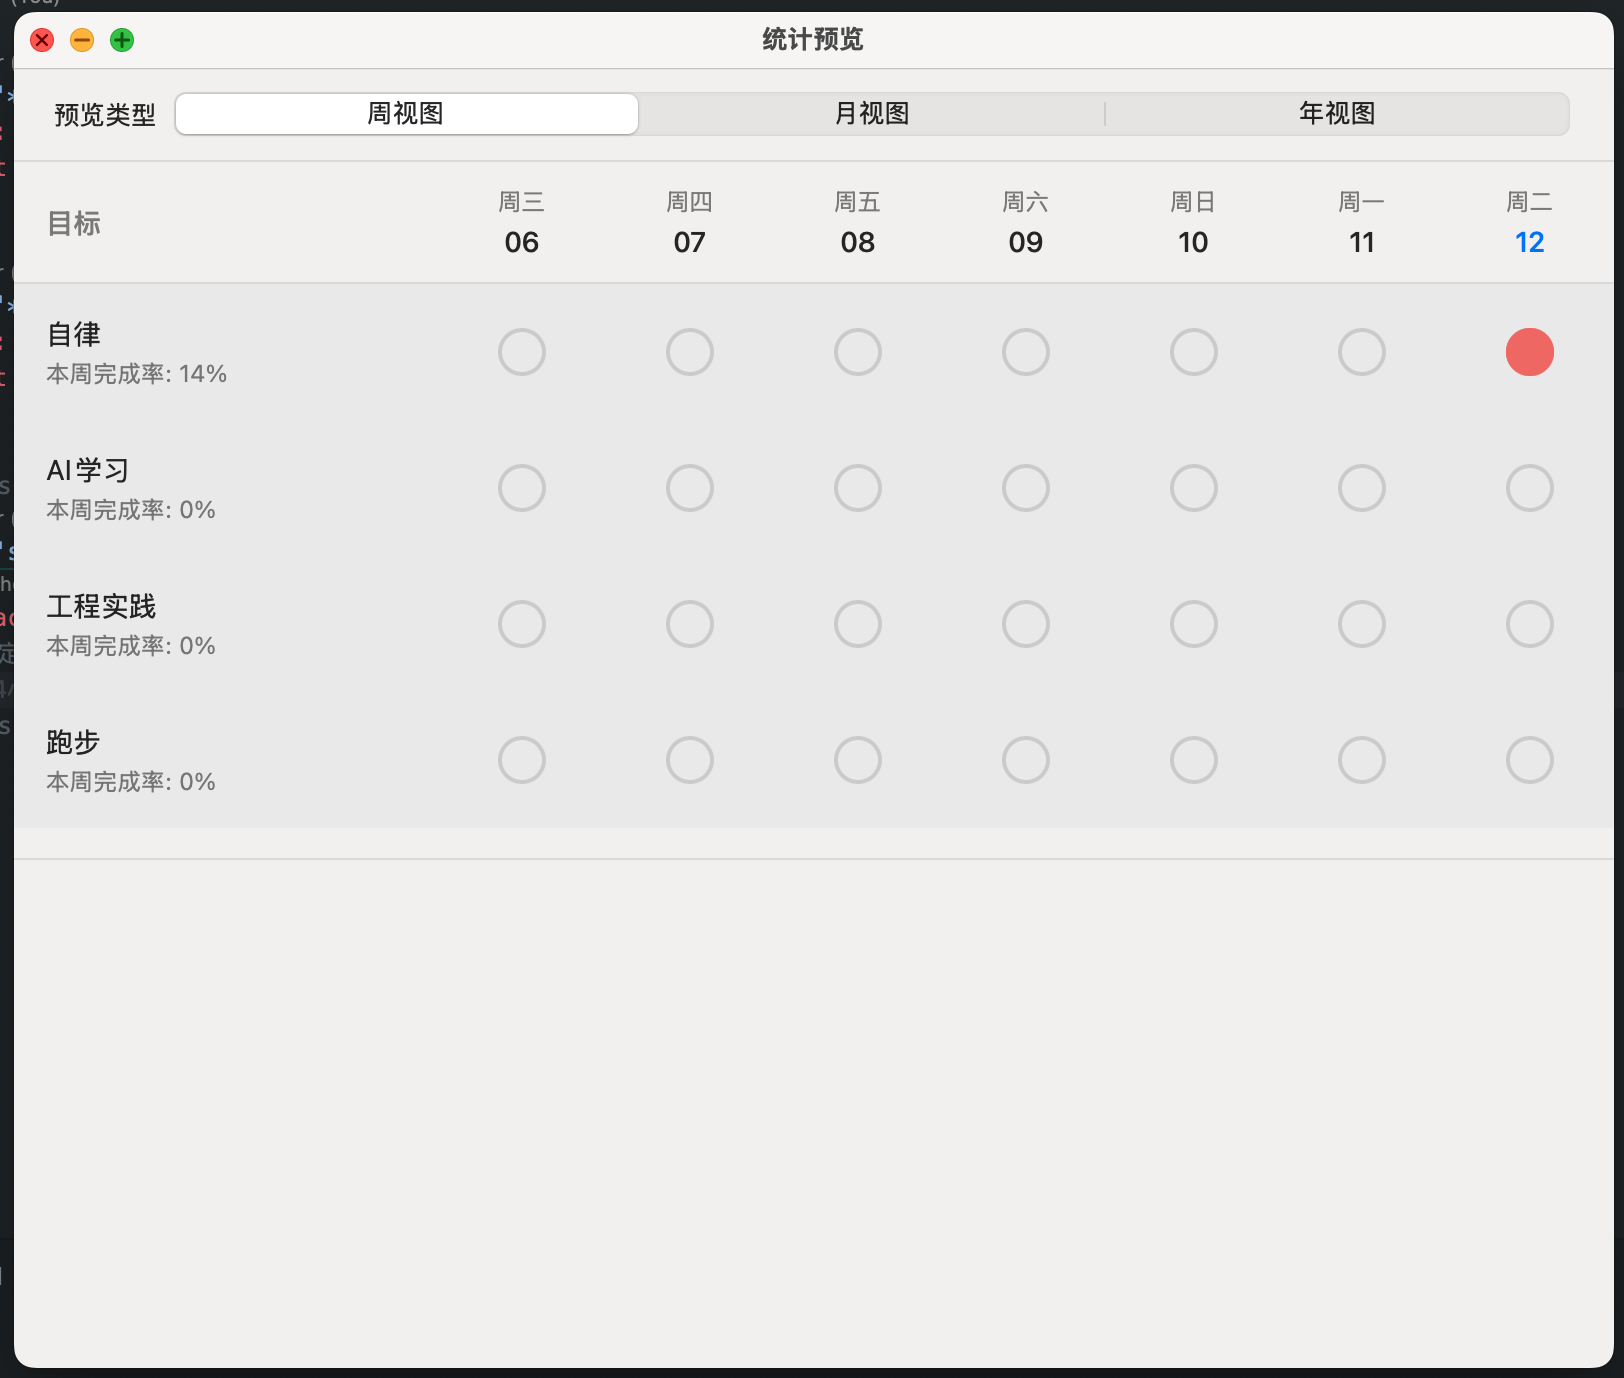 统计预览
预览类型 周视图 月视图 年视图
目标 周三 周四 周五 周六 周日 周一 周二
06 07 08 09 10 11 12
自律
本周完成率: 14%
AI学习
本周完成率: 0%
工程实践
本周完成率: 0%
跑步
本周完成率: 0%